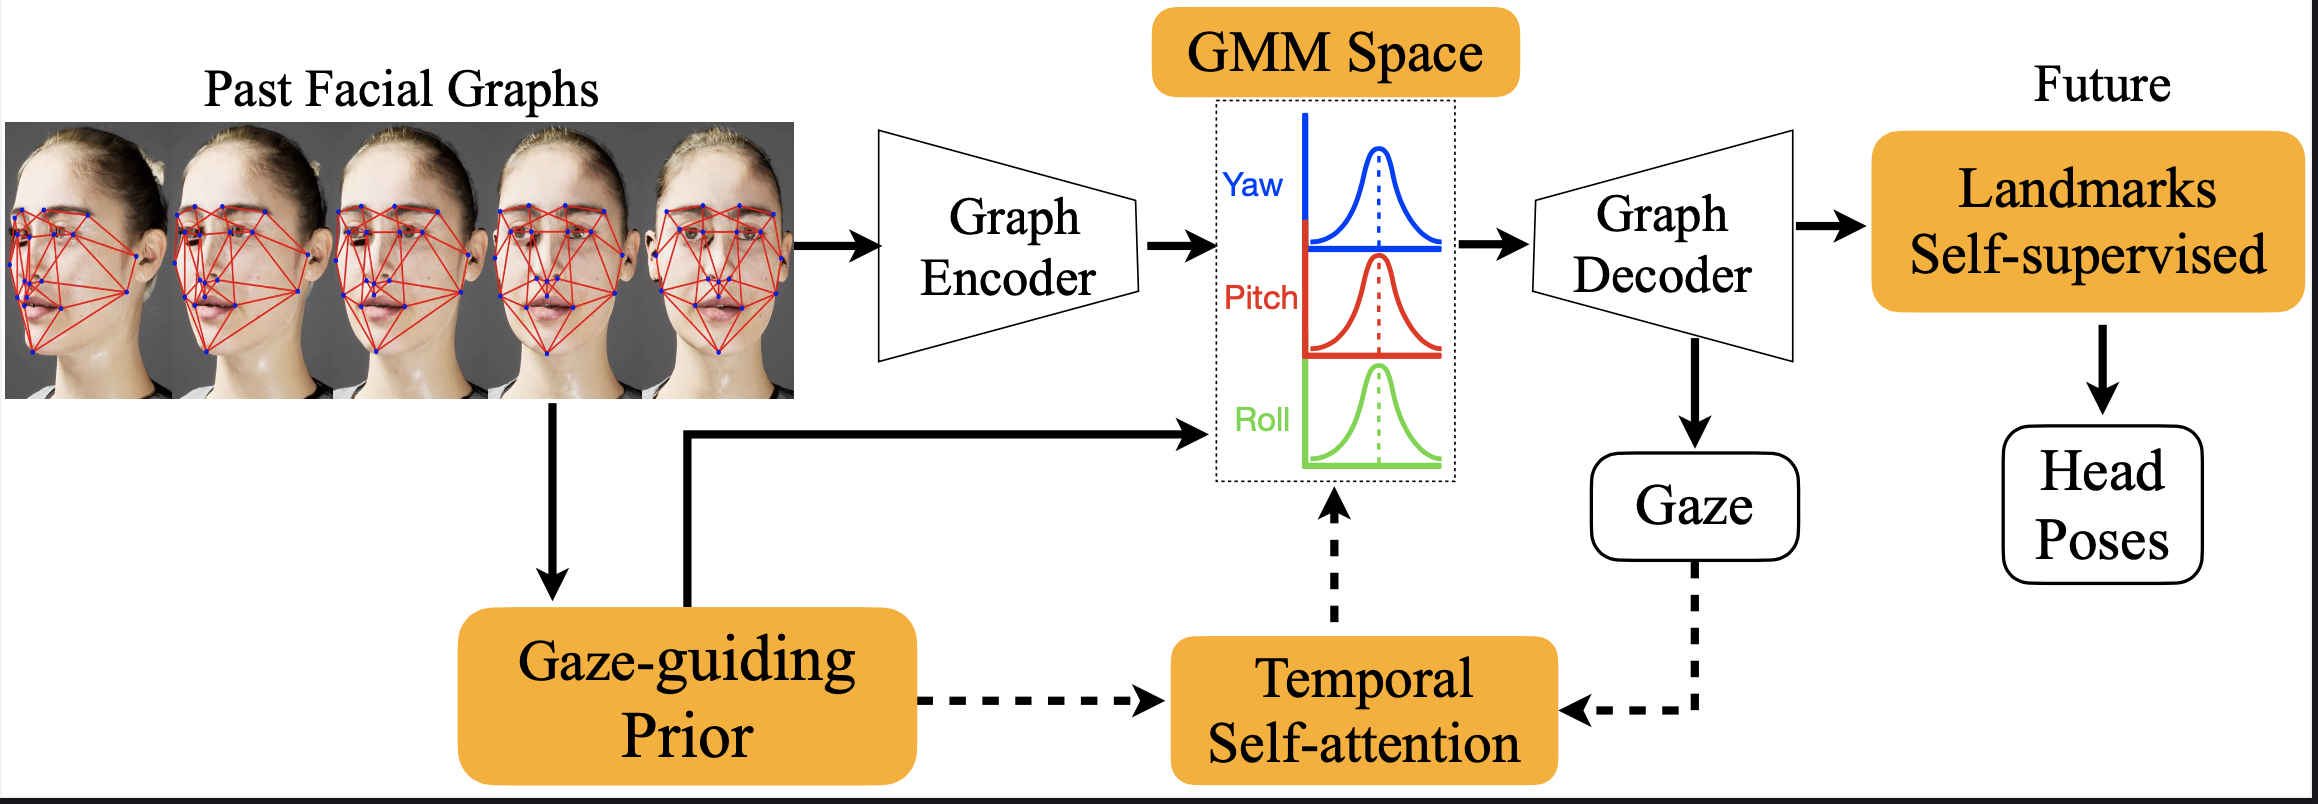 Past Facial Graphs
Graph
Encoder
GMM Space
Yaw
Pitch
Roll
Graph
Decoder
Future
Landmarks
Self-supervised
Gaze
Head
Poses
Gaze-guiding
Prior
Temporal
Self-attention